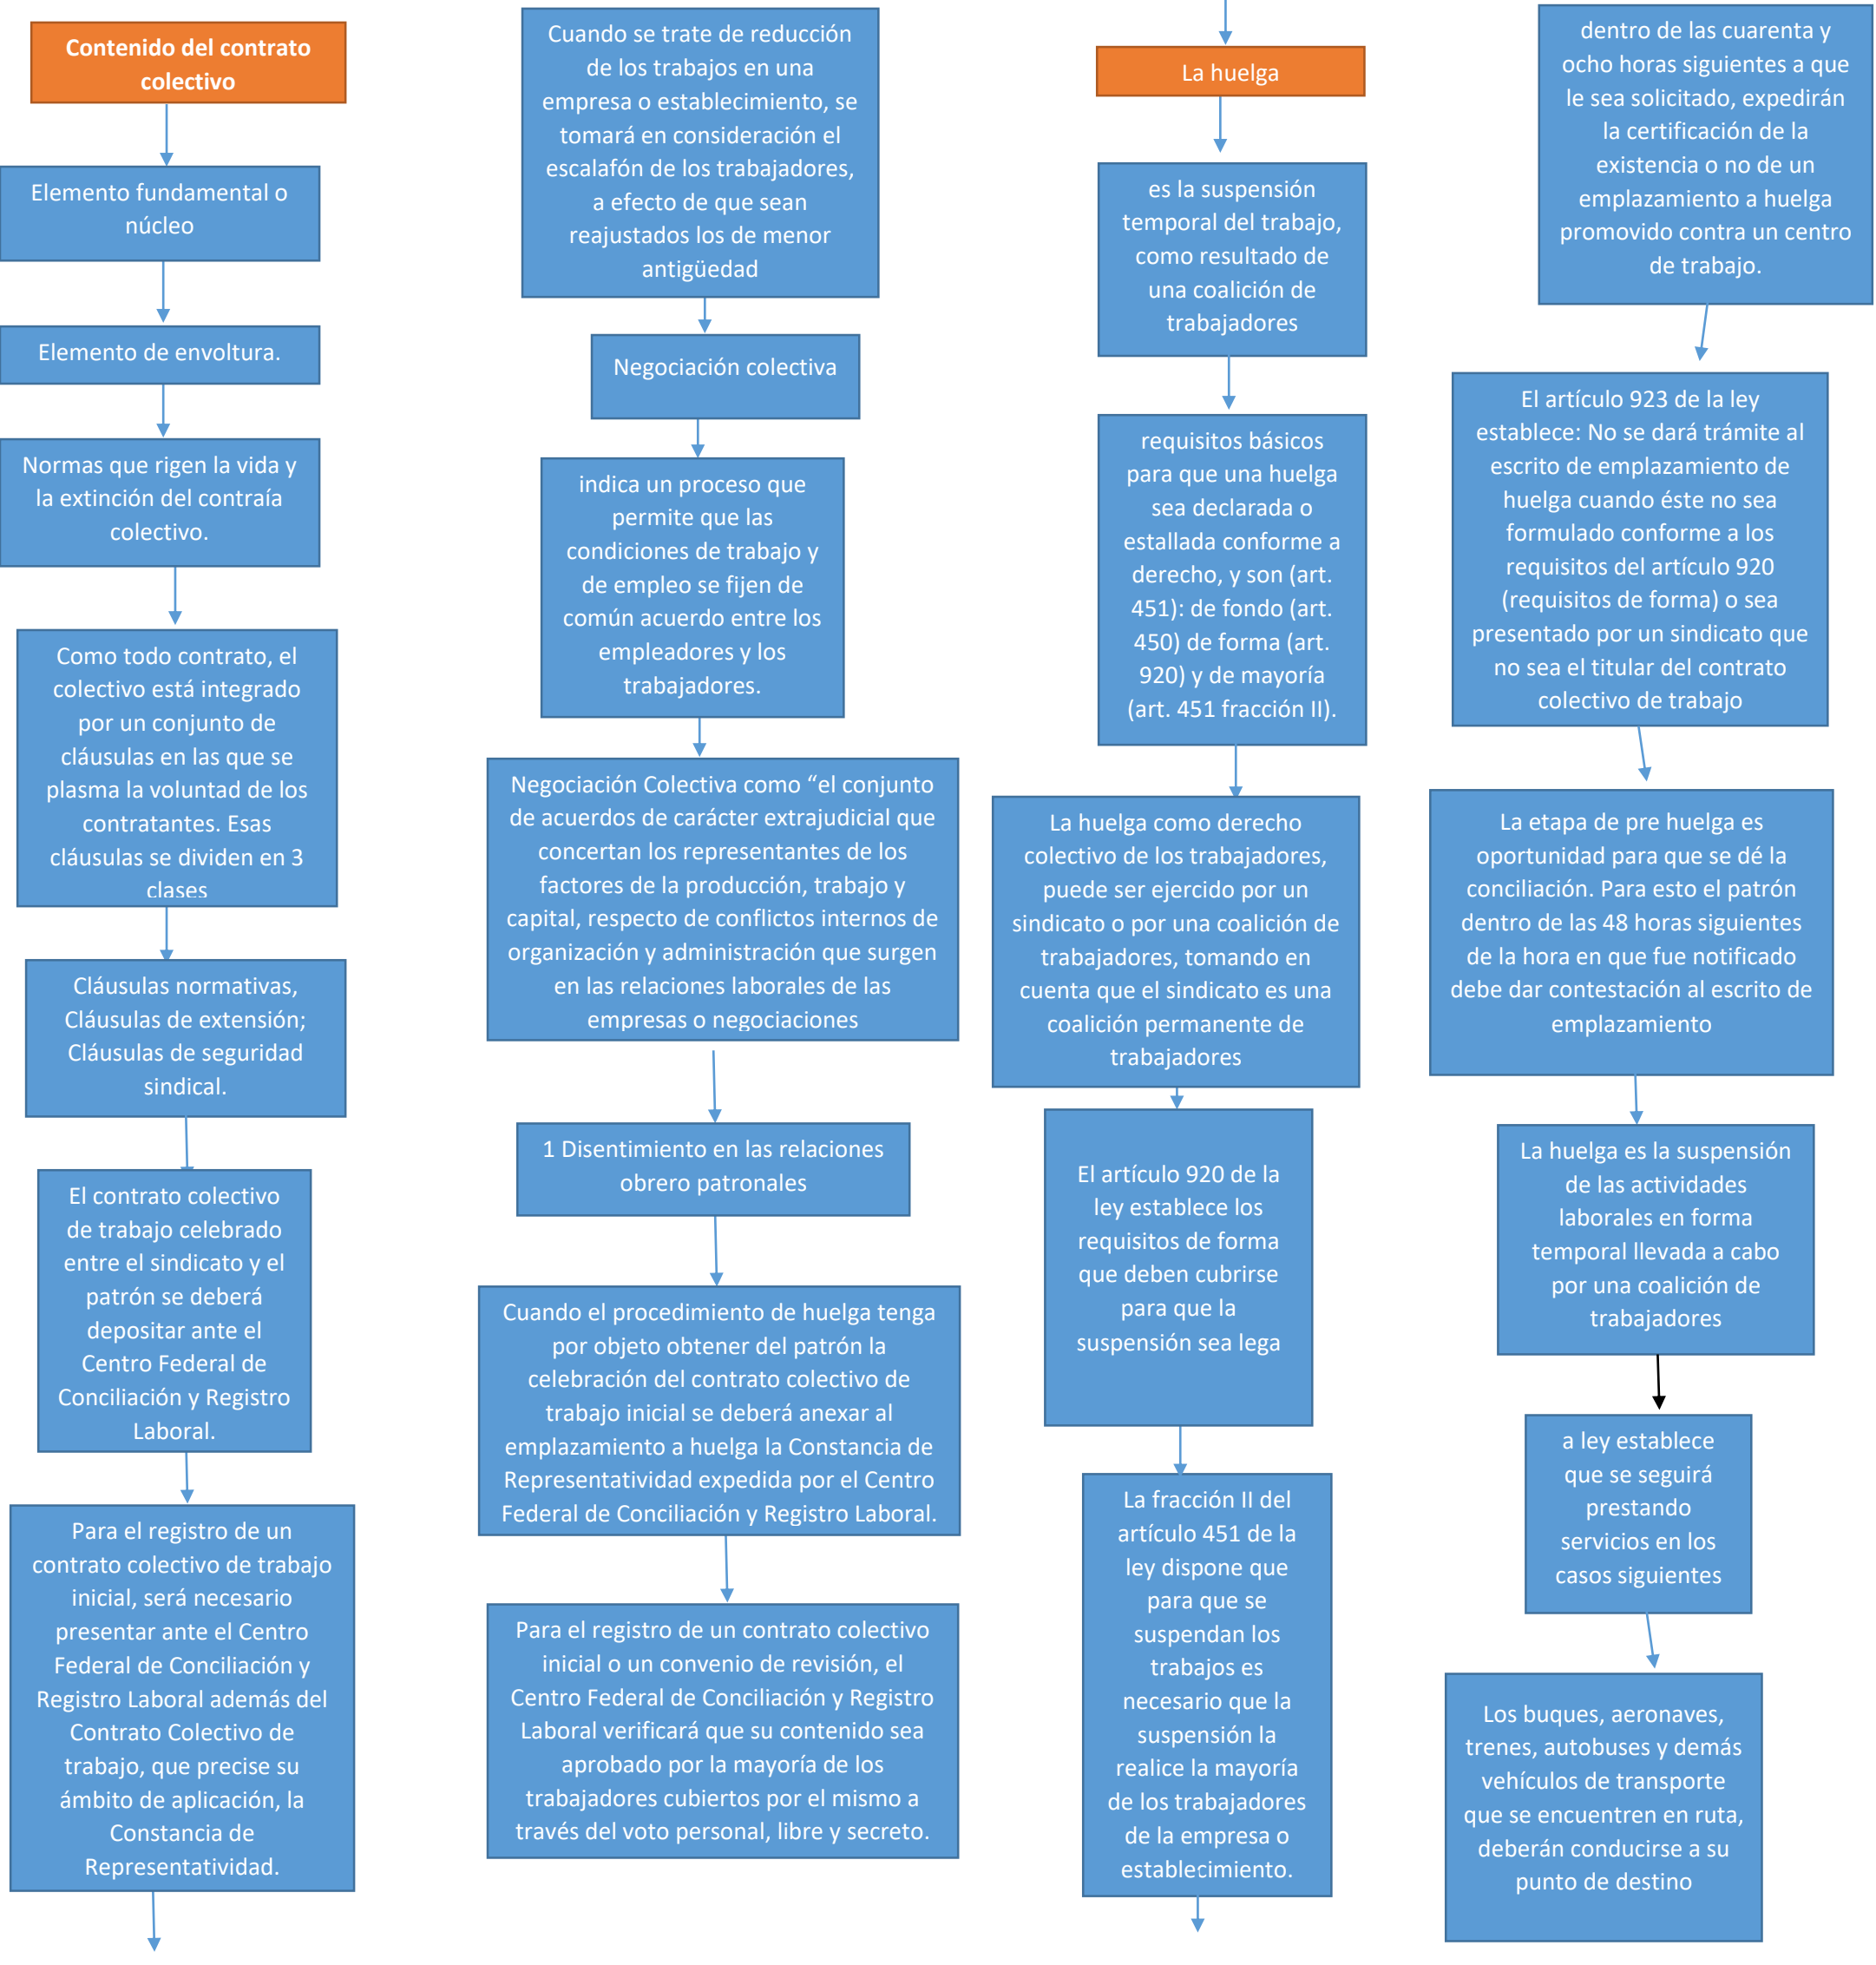 Contenido del contrato
colectivo
Elemento fundamental o
núcleo
Elemento de envoltura.
Normas que rigen la vida y
la extinción del contraía
colectivo.
Como todo contrato, el
colectivo está integrado
por un conjunto de
cláusulas en las que se
plasma la voluntad de los
contratantes. Esas
cláusulas se dividen en 3
clases
Cláusulas normativas,
Cláusulas de extensión;
Cláusulas de seguridad
sindical.
El contrato colectivo
de trabajo celebrado
entre el sindicato y el
patrón se deberá
depositar ante el
Centro Federal de
Conciliación y Registro
Laboral.
Para el registro de un
contrato colectivo de trabajo
inicial, será necesario
presentar ante el Centro
Federal de Conciliación y
Registro Laboral además del
Contrato Colectivo de
trabajo, que precise su
ámbito de aplicación, la
Constancia de
Representatividad.
Cuando se trate de reducción
de los trabajos en una
empresa o establecimiento, se
tomará en consideración el
escalafón de los trabajadores,
a efecto de que sean
reajustados los de menor
antigüedad
Negociación colectiva
indica un proceso que
permite que las
condiciones de trabajo y
de empleo se fijen de
común acuerdo entre los
empleadores y los
trabajadores.
Negociación Colectiva como “el conjunto
de acuerdos de carácter extrajudicial que
concertan los representantes de los
factores de la producción, trabajo y
capital, respecto de conflictos internos de
organización y administración que surgen
en las relaciones laborales de las
empresas o negociaciones
1 Disentimiento en las relaciones
obrero patronales
Cuando el procedimiento de huelga tenga
por objeto obtener del patrón la
celebración del contrato colectivo de
trabajo inicial se deberá anexar al
emplazamiento a huelga la Constancia de
Representatividad expedida por el Centro
Federal de Conciliación y Registro Laboral.
Para el registro de un contrato colectivo
inicial o un convenio de revisión, el
Centro Federal de Conciliación y Registro
Laboral verificará que su contenido sea
aprobado por la mayoría de los
trabajadores cubiertos por el mismo a
través del voto personal, libre y secreto.
La huelga
es la suspensión
temporal del trabajo,
como resultado de
una coalición de
trabajadores
requisitos básicos
para que una huelga
sea declarada o
estallada conforme a
derecho, y son (art.
451): de fondo (art.
450) de forma (art.
920) y de mayoría
(art. 451 fracción II).
La huelga como derecho
colectivo de los trabajadores,
puede ser ejercido por un
sindicato o por una coalición de
trabajadores, tomando en
cuenta que el sindicato es una
coalición permanente de
trabajadores
El artículo 920 de la
ley establece los
requisitos de forma
que deben cubrirse
para que la
suspensión sea lega
La fracción II del
artículo 451 de la
ley dispone que
para que se
suspendan los
trabajos es
necesario que la
suspensión la
realice la mayoría
de los trabajadores
de la empresa o
establecimiento.
dentro de las cuarenta y
ocho horas siguientes a que
le sea solicitado, expedirán
la certificación de la
existencia o no de un
emplazamiento a huelga
promovido contra un centro
de trabajo.
El artículo 923 de la ley
establece: No se dará trámite al
escrito de emplazamiento de
huelga cuando éste no sea
formulado conforme a los
requisitos del artículo 920
(requisitos de forma) o sea
presentado por un sindicato que
no sea el titular del contrato
colectivo de trabajo
La etapa de pre huelga es
oportunidad para que se dé la
conciliación. Para esto el patrón
dentro de las 48 horas siguientes
de la hora en que fue notificado
debe dar contestación al escrito de
emplazamiento
La huelga es la suspensión
de las actividades
laborales en forma
temporal llevada a cabo
por una coalición de
trabajadores
a ley establece
que se seguirá
prestando
servicios en los
casos siguientes
Los buques, aeronaves,
trenes, autobuses y demás
vehículos de transporte
que se encuentren en ruta,
deberán conducirse a su
punto de destino